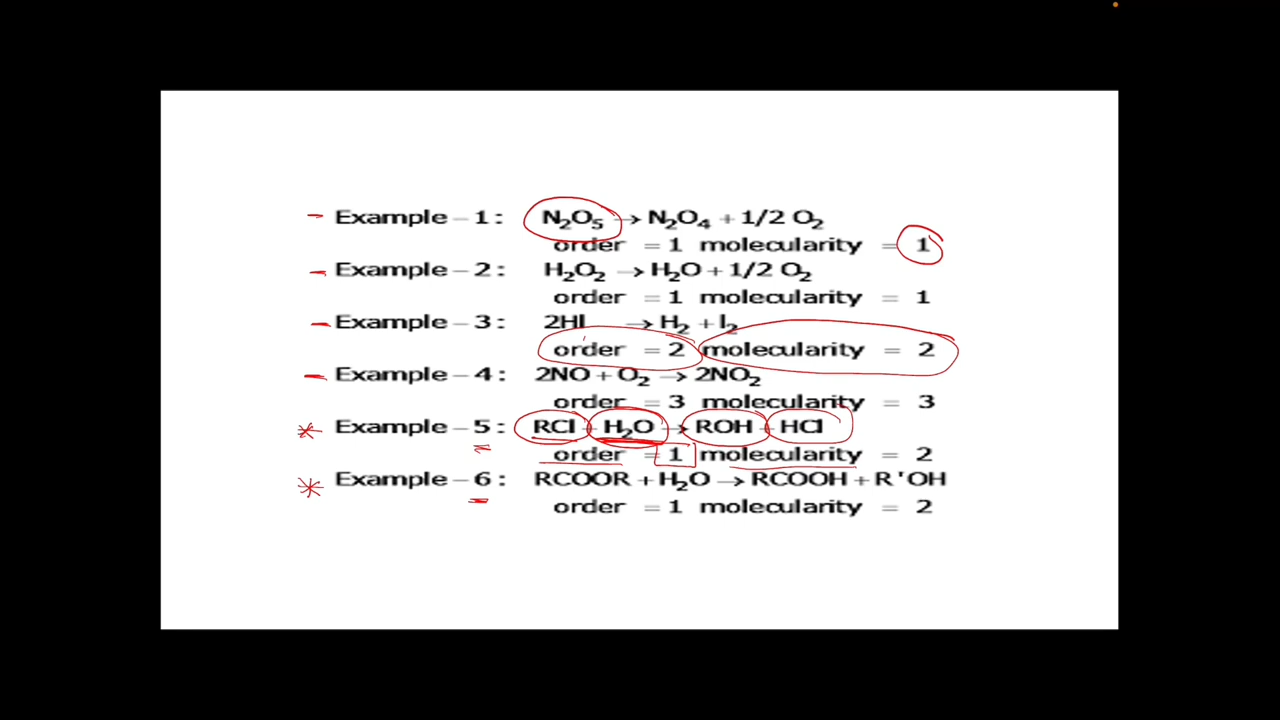 Example – 1 : N₂O₅ → N₂O₄ + 1/2 O₂
order = 1 molecularity = 1
Example – 2 : H₂O₂ → H₂O + 1/2 O₂
order = 1 molecularity = 1
Example – 3 : 2HI → H₂ + I₂
order = 2 molecularity = 2
Example – 4 : 2NO + O₂ → 2NO₂
order = 3 molecularity = 3
Example – 5 : RCl + H₂O → ROH + HCl
order = 1 molecularity = 2
Example – 6 : RCOOR + H₂O → RCOOH + R'OH
order = 1 molecularity = 2